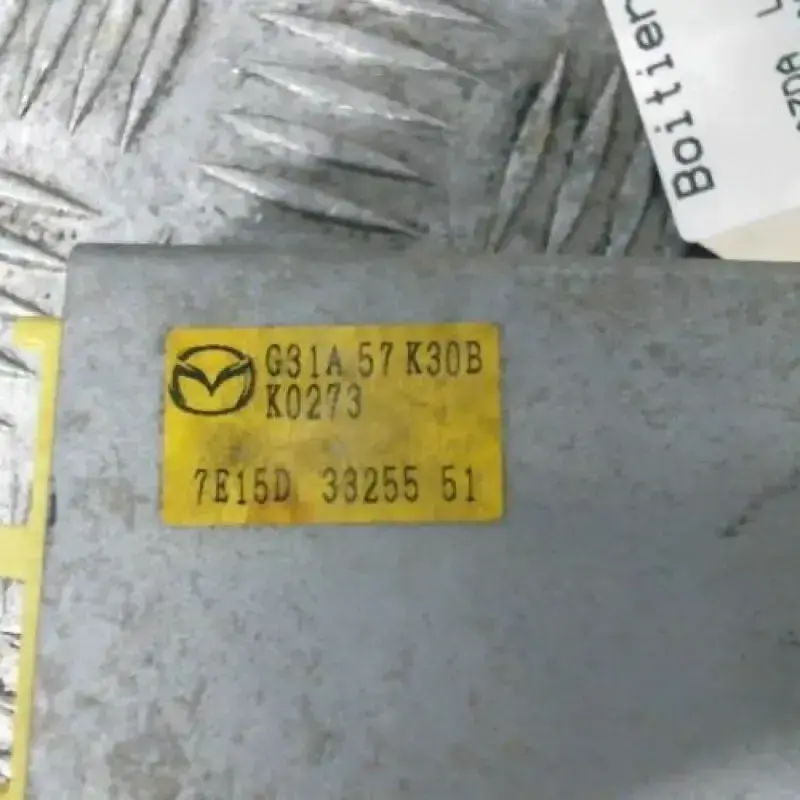 G31A 57 K30B
K0273
7E15D 33255 51
Boitier